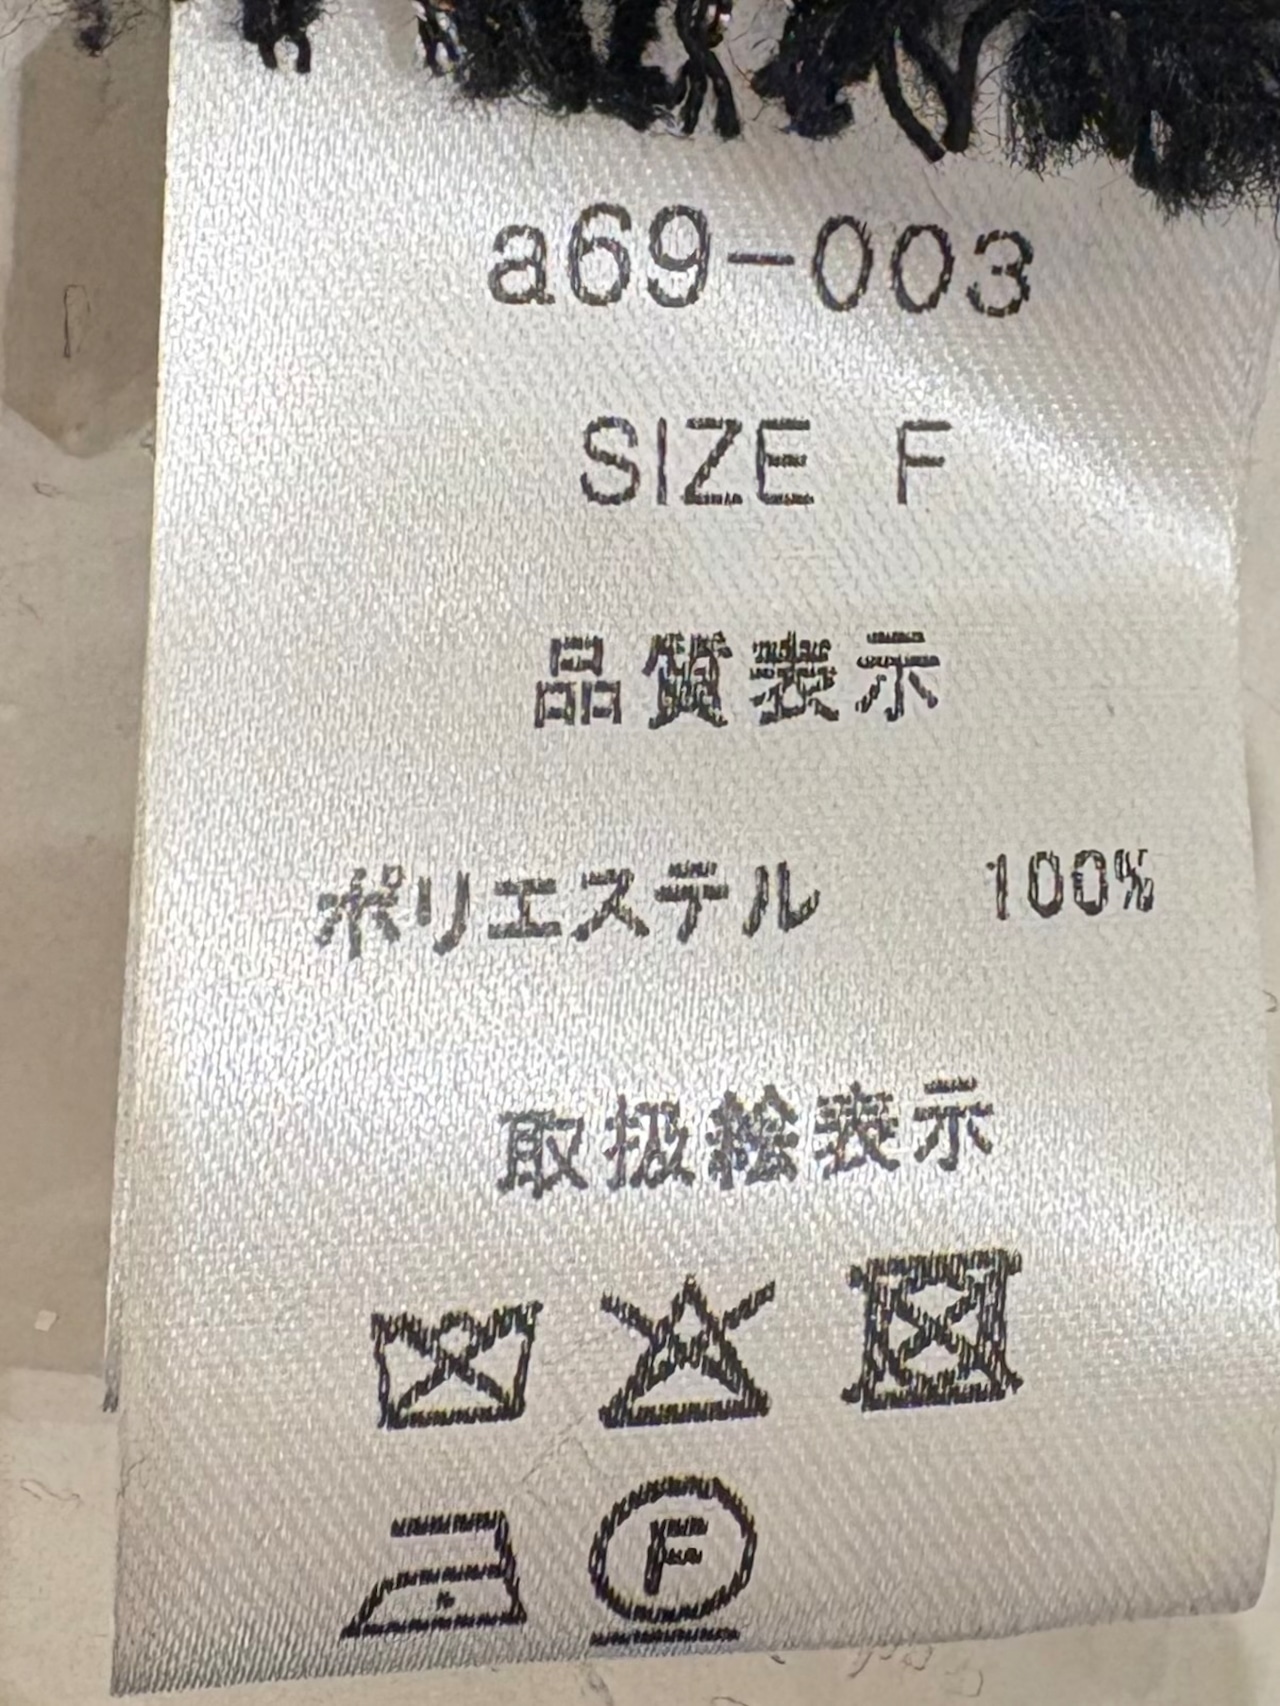 a69-003
SIZE F
品質表示
ポリエステル 100%
取扱絵表示
F